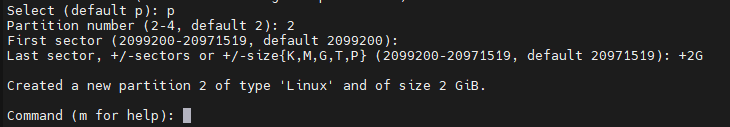 Select (default p): p
Partition number (2-4, default 2): 2
First sector (2099200-20971519, default 2099200):
Last sector, +/-sectors or +/-size{K,M,G,T,P} (2099200-20971519, default 20971519): +2G
Created a new partition 2 of type 'Linux' and of size 2 GiB.
Command (m for help):